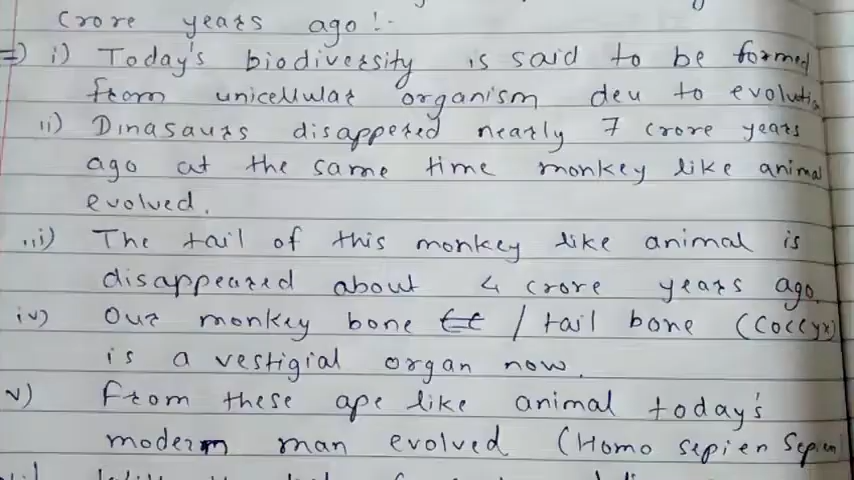 Crore years ago !-
=> i) Today's biodiversity is said to be formed
from unicellular organism deu to evolution
ii) Dinasaurs disappered nearly 7 crore years
ago at the same time monkey like animal
evolved.
iii) The tail of this monkey like animal is
disappeared about 4 crore years ago.
iv) Our monkey bone / tail bone (Coccyx)
is a vestigial organ now.
v) From these ape like animal today's
modern man evolved (Homo sepien Sepien